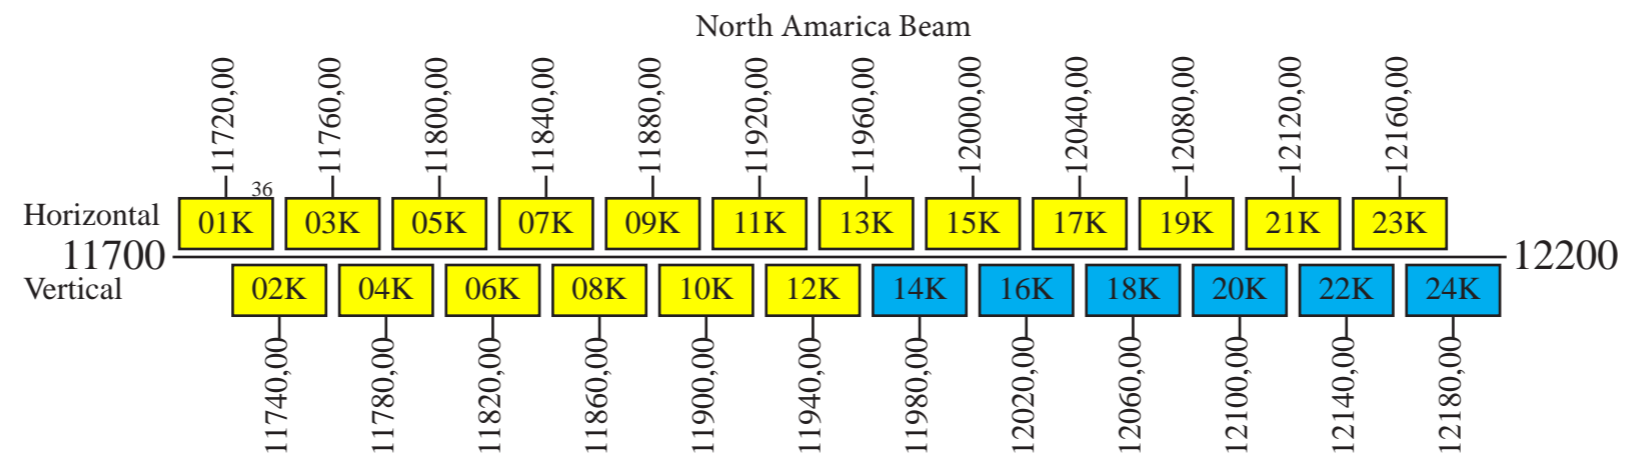 North Amarica Beam
11720,00 11760,00 11800,00 11840,00 11880,00 11920,00 11960,00 12000,00 12040,00 12080,00 12120,00 12160,00
36
Horizontal 01K 03K 05K 07K 09K 11K 13K 15K 17K 19K 21K 23K
11700 12200
Vertical 02K 04K 06K 08K 10K 12K 14K 16K 18K 20K 22K 24K
11740,00 11780,00 11820,00 11860,00 11900,00 11940,00 11980,00 12020,00 12060,00 12100,00 12140,00 12180,00